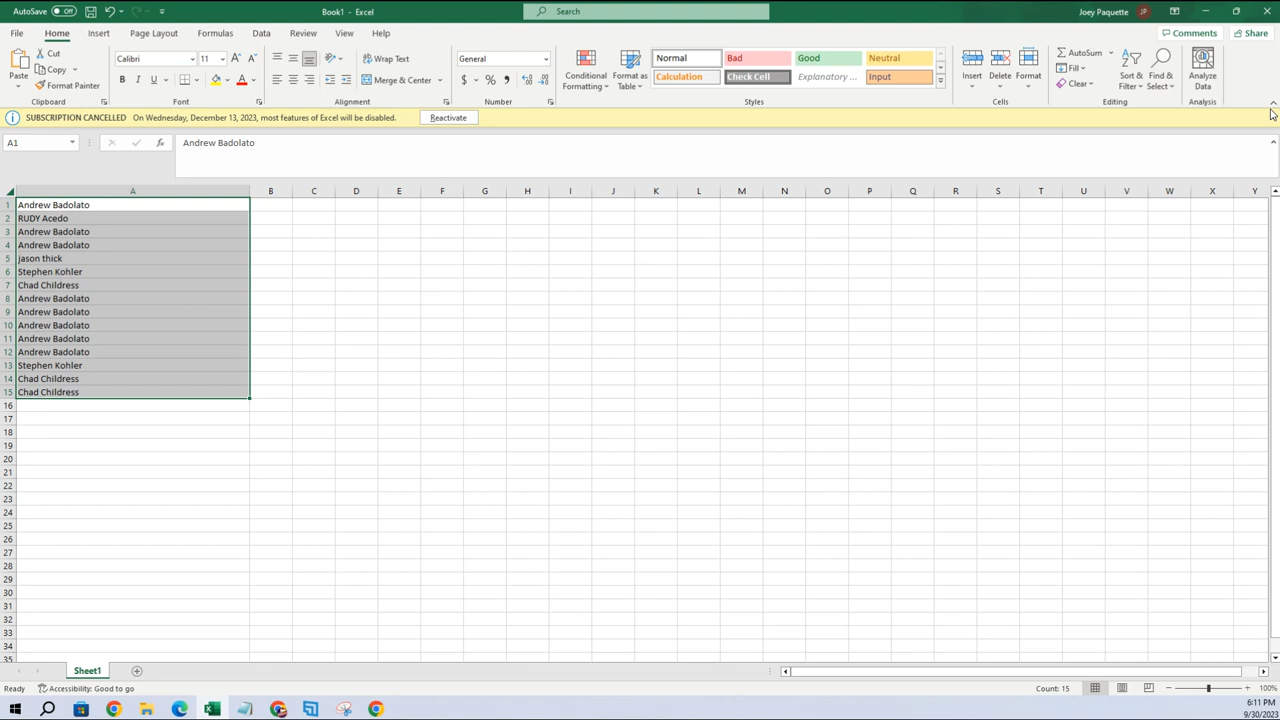 AutoSave Off Book1 - Excel Search Joey Paquette JP
File Home Insert Page Layout Formulas Data Review View Help Comments Share
Paste Cut Copy Format Painter Clipboard
Calibri 11 A A B I U A Font
Wrap Text Merge & Center Alignment
General $ % Number
Conditional Formatting Format as Table
Normal Bad Good Neutral
Calculation Check Cell Explanatory ... Input
Styles
Insert Delete Format Cells
AutoSum Fill Clear Sort & Filter Find & Select Editing
Analyze Data Analysis
SUBSCRIPTION CANCELLED On Wednesday, December 13, 2023, most features of Excel will be disabled. Reactivate
A1 fx Andrew Badolato
A B C D E F G H I J K L M N O P Q R S T U V W X Y
1 Andrew Badolato
2 RUDY Acedo
3 Andrew Badolato
4 Andrew Badolato
5 jason thick
6 Stephen Kohler
7 Chad Childress
8 Andrew Badolato
9 Andrew Badolato
10 Andrew Badolato
11 Andrew Badolato
12 Andrew Badolato
13 Stephen Kohler
14 Chad Childress
15 Chad Childress
16
17
18
19
20
21
22
23
24
25
26
27
28
29
30
31
32
33
34
35
Sheet1
Ready Accessibility: Good to go Count: 15 100%
6:11 PM
9/30/2023